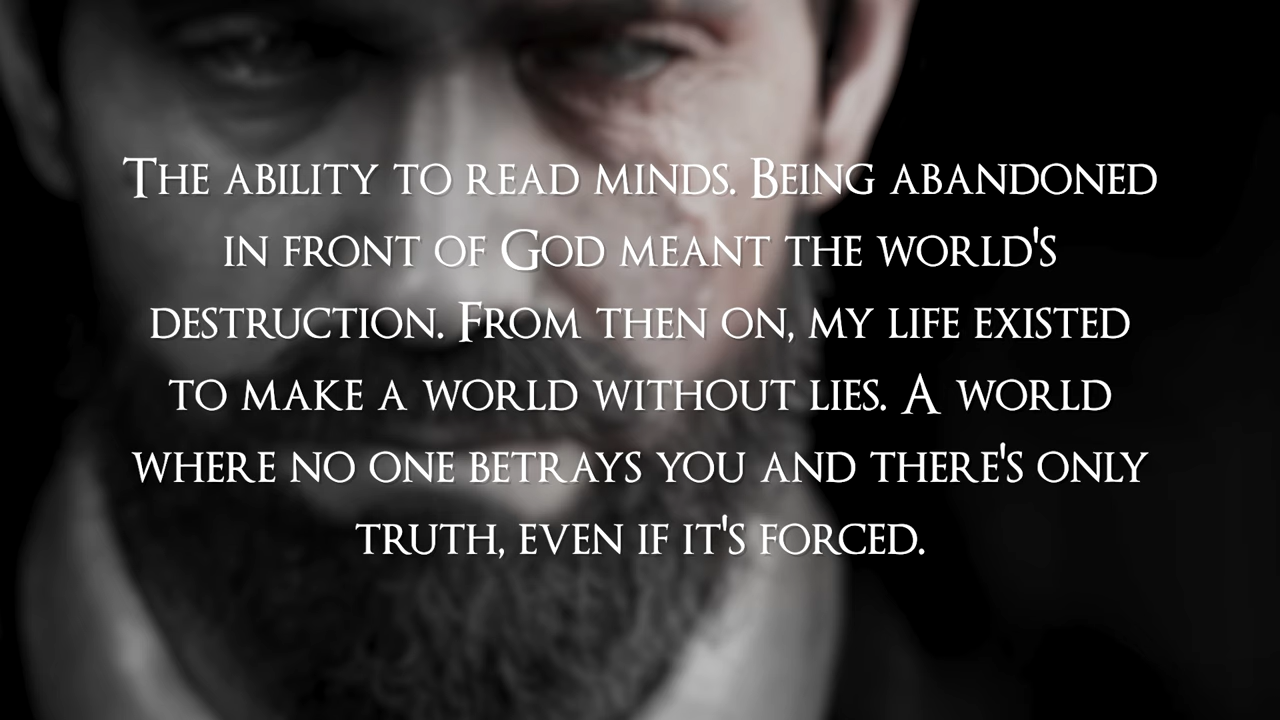 The ability to read minds. Being abandoned
in front of God meant the world's
destruction. From then on, my life existed
to make a world without lies. A world
where no one betrays you and there's only
truth, even if it's forced.